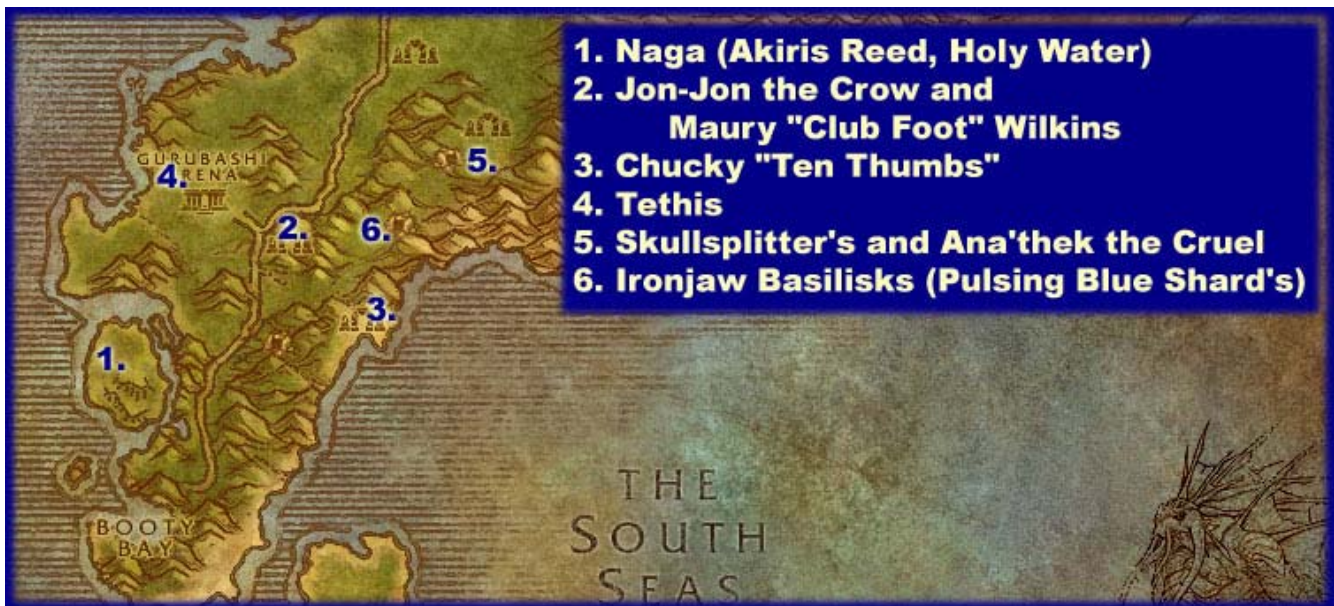 1. Naga (Akiris Reed, Holy Water)
2. Jon-Jon the Crow and
Maury "Club Foot" Wilkins
3. Chucky "Ten Thumbs"
4. Tethis
5. Skullsplitter's and Ana'thek the Cruel
6. Ironjaw Basilisks (Pulsing Blue Shard's)
5.
GURUBASHI
4. RENA
2.
6.
3.
1.
THE
SOUTH
SEAS
BOOTY
BAY